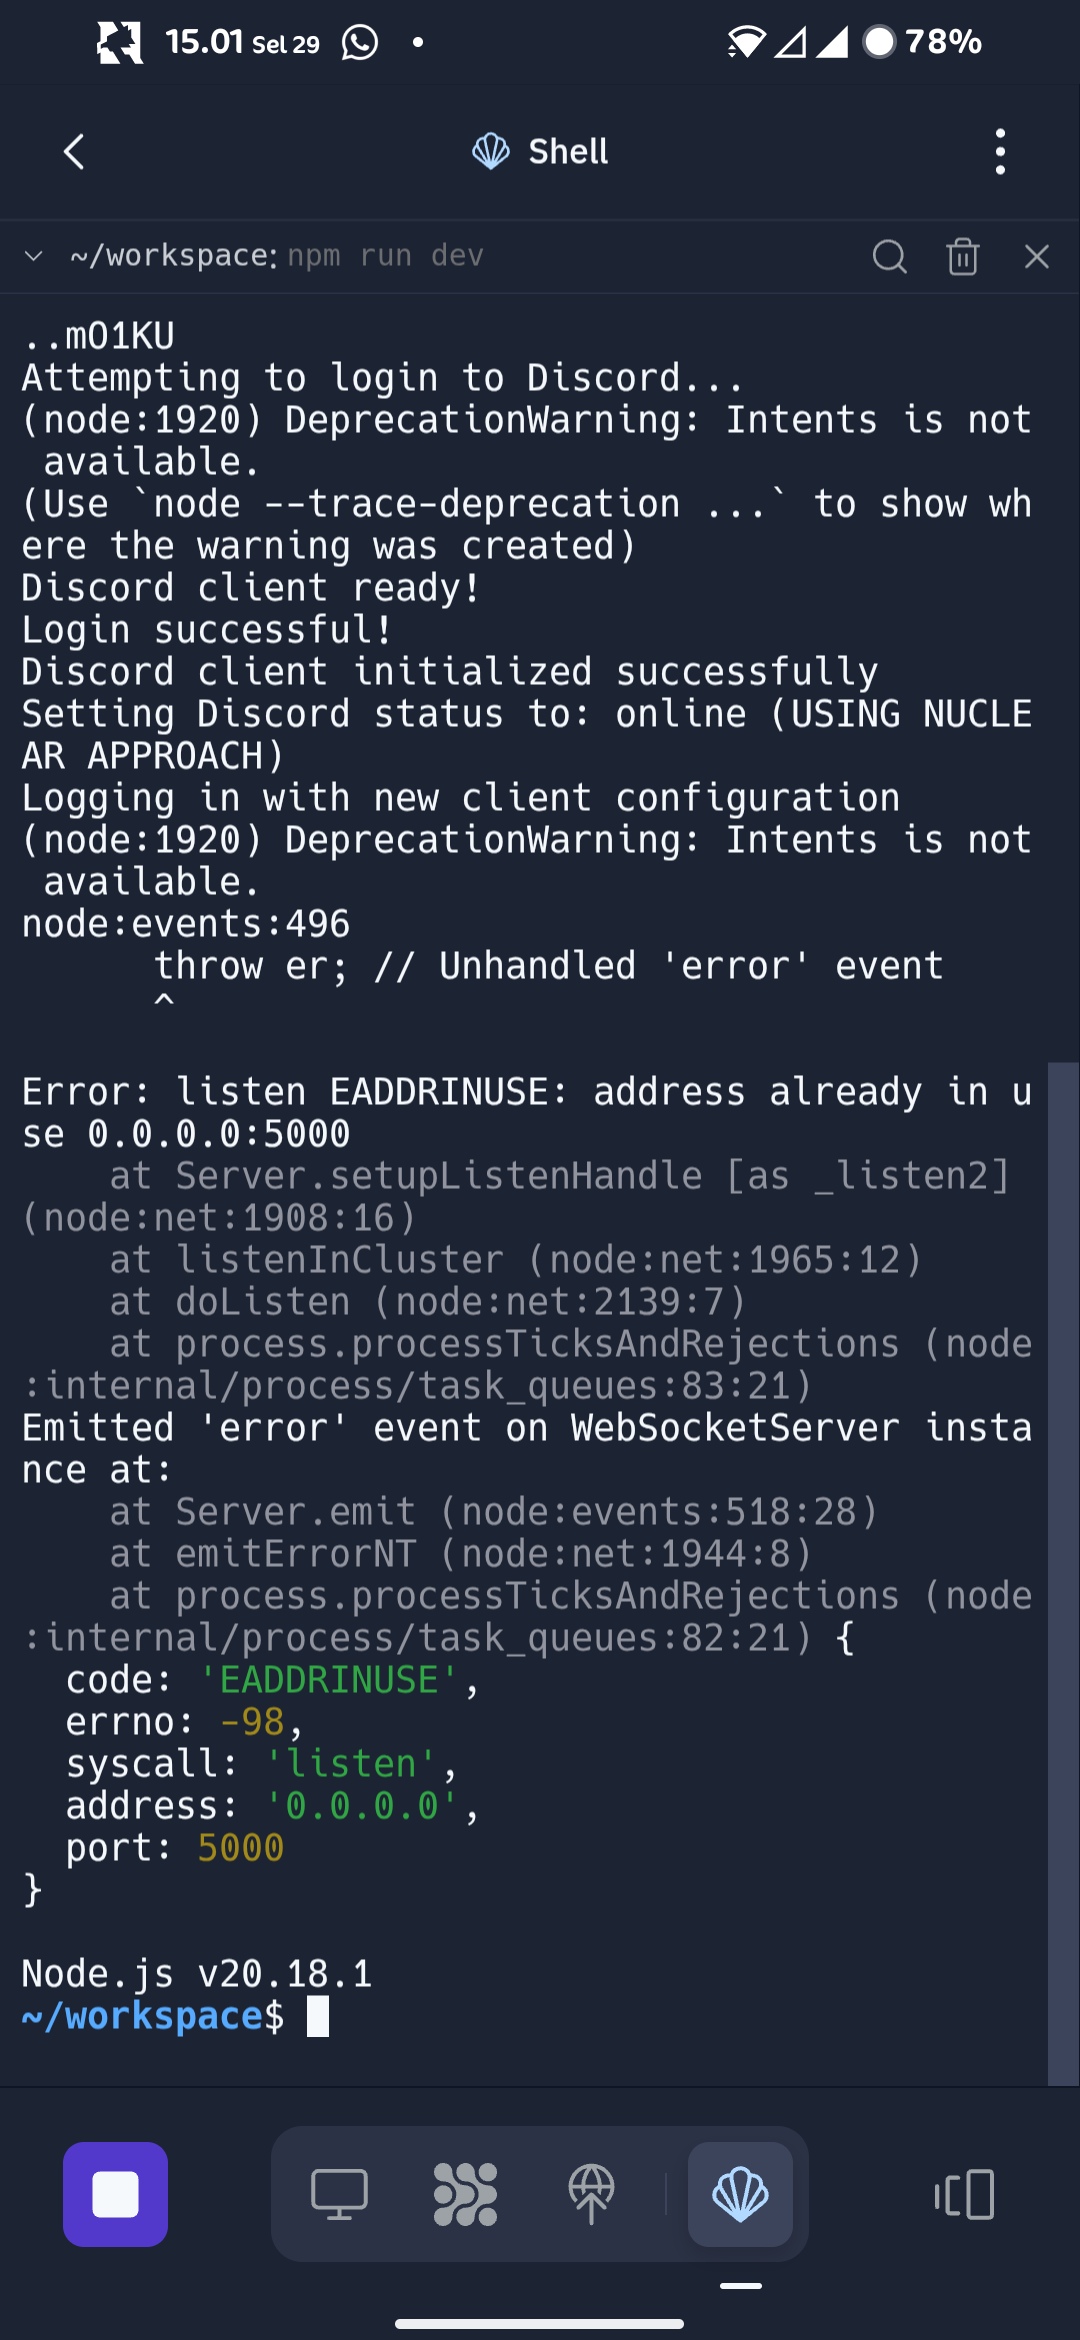 15.01 Sel 29
78%
Shell
~/workspace: npm run dev
..mO1KU
Attempting to login to Discord...
(node:1920) DeprecationWarning: Intents is not
 available.
(Use `node --trace-deprecation ...` to show wh
ere the warning was created)
Discord client ready!
Login successful!
Discord client initialized successfully
Setting Discord status to: online (USING NUCLE
AR APPROACH)
Logging in with new client configuration
(node:1920) DeprecationWarning: Intents is not
 available.
node:events:496
      throw er; // Unhandled 'error' event
      ^
Error: listen EADDRINUSE: address already in u
se 0.0.0.0:5000
    at Server.setupListenHandle [as _listen2]
(node:net:1908:16)
    at listenInCluster (node:net:1965:12)
    at doListen (node:net:2139:7)
    at process.processTicksAndRejections (node
:internal/process/task_queues:83:21)
Emitted 'error' event on WebSocketServer insta
nce at:
    at Server.emit (node:events:518:28)
    at emitErrorNT (node:net:1944:8)
    at process.processTicksAndRejections (node
:internal/process/task_queues:82:21) {
  code: 'EADDRINUSE',
  errno: -98,
  syscall: 'listen',
  address: '0.0.0.0',
  port: 5000
}
Node.js v20.18.1
~/workspace$